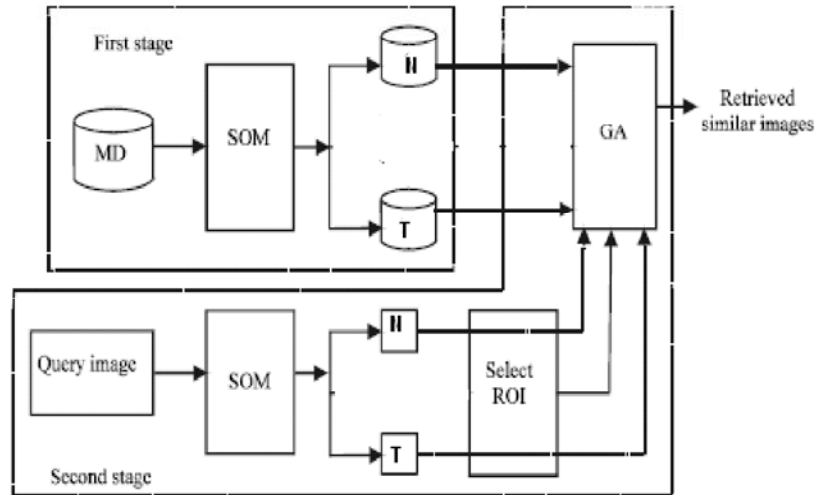 First stage
MD
SOM
N
T
GA
Retrieved
similar images
Query image
SOM
N
T
Select
ROI
Second stage